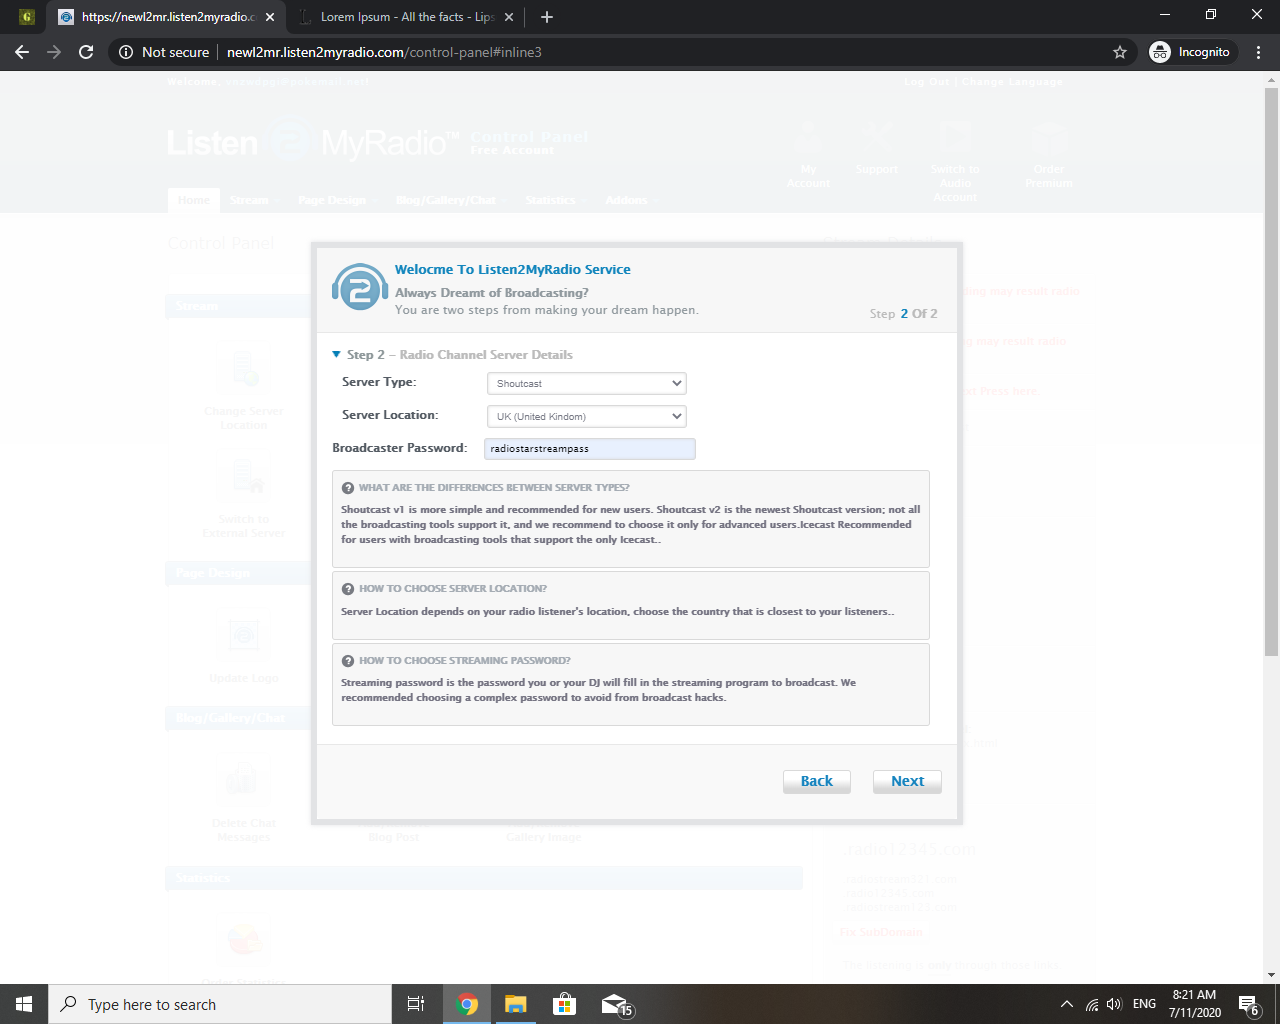 https://newl2mr.listen2myradio.c
Lorem Ipsum - All the facts - Lips
Not secure
newl2mr.listen2myradio.com/control-panel#inline3
Incognito
Welcome,
Log Out | Change Language
Listen 2 MyRadio™
Control Panel
Free Account
My Account
Support
Switch to Audio Account
Order Premium
Home
Stream
Page Design
Blog/Gallery/Chat
Statistics
Addons
Control Panel
Stream
Change Server Location
Switch to External Server
Page Design
Update Logo
Blog/Gallery/Chat
Delete Chat Messages
Blog Post
Gallery Image
Statistics
Welocme To Listen2MyRadio Service
Always Dreamt of Broadcasting?
You are two steps from making your dream happen.
Step 2 Of 2
Step 2 – Radio Channel Server Details
Server Type:
Shoutcast
Server Location:
UK (United Kindom)
Broadcaster Password:
radiostarstreampass
WHAT ARE THE DIFFERENCES BETWEEN SERVER TYPES?
Shoutcast v1 is more simple and recommended for new users. Shoutcast v2 is the newest Shoutcast version; not all
the broadcasting tools support it, and we recommend to choose it only for advanced users.Icecast Recommended
for users with broadcasting tools that support the only Icecast..
HOW TO CHOOSE SERVER LOCATION?
Server Location depends on your radio listener's location, choose the country that is closest to your listeners..
HOW TO CHOOSE STREAMING PASSWORD?
Streaming password is the password you or your DJ will fill in the streaming program to broadcast. We
recommended choosing a complex password to avoid from broadcast hacks.
Back
Next
may result radio
may result radio
Press here.
radio12345.com
Fix SubDomain
Type here to search
15
ENG
8:21 AM
7/11/2020
6